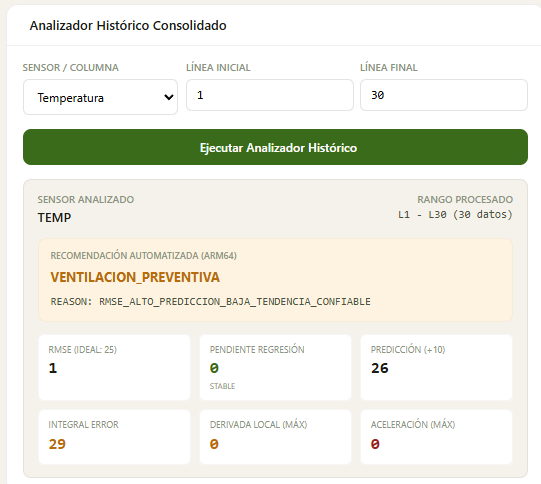 Analizador Histórico Consolidado
SENSOR / COLUMNA
LÍNEA INICIAL
LÍNEA FINAL
Temperatura
1
30
Ejecutar Analizador Histórico
SENSOR ANALIZADO
RANGO PROCESADO
TEMP
L1 - L30 (30 datos)
RECOMENDACIÓN AUTOMATIZADA (ARM64)
VENTILACION_PREVENTIVA
REASON: RMSE_ALTO_PREDICCION_BAJA_TENDENCIA_CONFIABLE
RMSE (IDEAL: 25)
1
PENDIENTE REGRESIÓN
0
STABLE
PREDICCIÓN (+10)
26
INTEGRAL ERROR
29
DERIVADA LOCAL (MÁX)
0
ACELERACIÓN (MÁX)
0